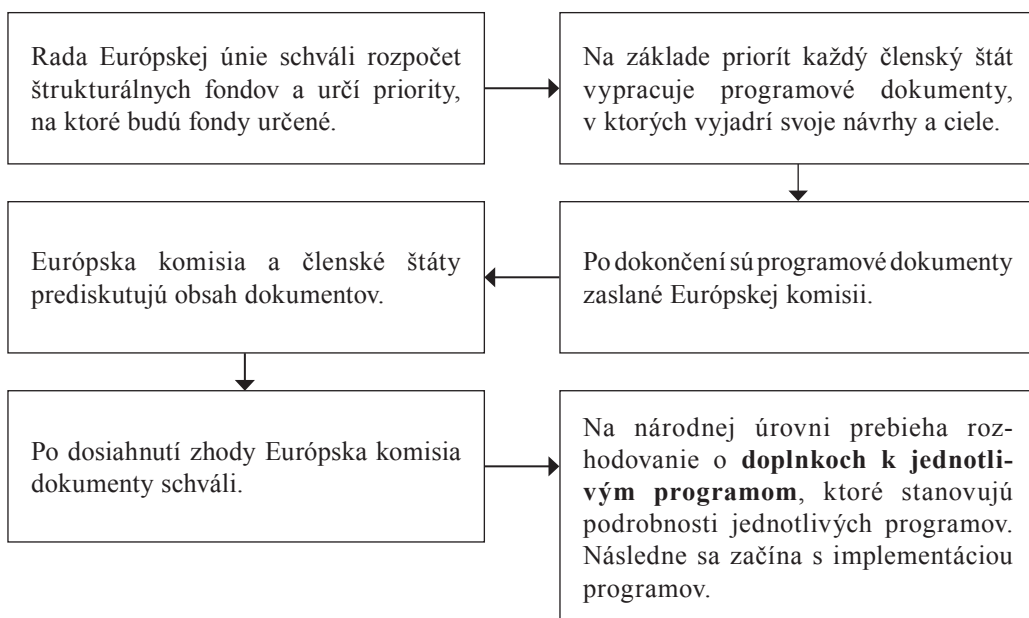 Rada Európskej únie schváli rozpočet
štrukturálnych fondov a určí priority,
na ktoré budú fondy určené.
Na základe priorít každý členský štát
vypracuje programové dokumenty,
v ktorých vyjadrí svoje návrhy a ciele.
Po dokončení sú programové dokumenty
zaslané Európskej komisii.
Európska komisia a členské štáty
prediskutujú obsah dokumentov.
Po dosiahnutí zhody Európska komisia
dokumenty schváli.
Na národnej úrovni prebieha roz-
hodovanie o doplnkoch k jednotli-
vým programom, ktoré stanovujú
podrobnosti jednotlivých programov.
Následne sa začína s implementáciou
programov.